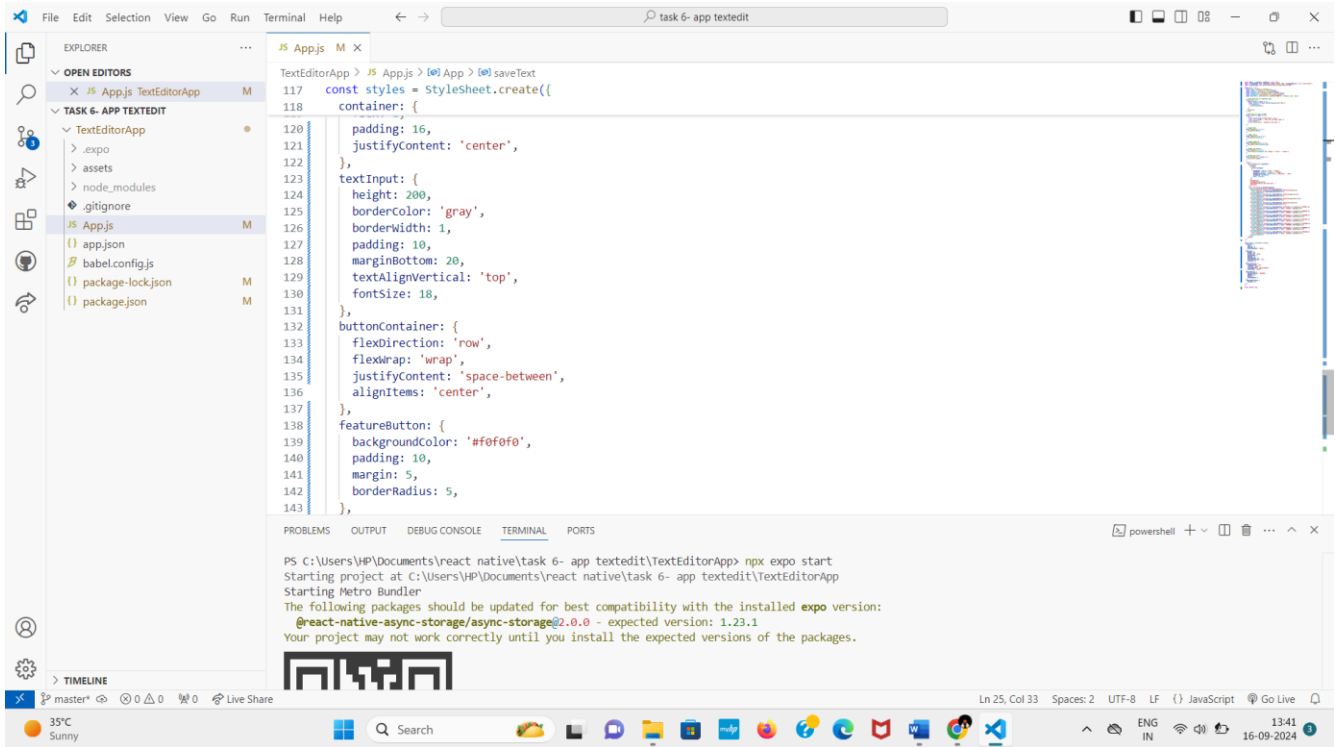 File Edit Selection View Go Run Terminal Help
task 6- app textedit
EXPLORER
OPEN EDITORS
App.js TextEditorApp M
TASK 6- APP TEXTEDIT
TextEditorApp
.expo
assets
node_modules
.gitignore
JS App.js M
{} app.json
babel.config.js
{} package-lock.json M
{} package.json M
TIMELINE
JS App.js M
TextEditorApp > JS App.js > App > saveText
117 const styles = StyleSheet.create({
118 container: {
120 padding: 16,
121 justifyContent: 'center',
122 },
123 textInput: {
124 height: 200,
125 borderColor: 'gray',
126 borderWidth: 1,
127 padding: 10,
128 marginBottom: 20,
129 textAlignVertical: 'top',
130 fontSize: 18,
131 },
132 buttonContainer: {
133 flexDirection: 'row',
134 flexWrap: 'wrap',
135 justifyContent: 'space-between',
136 alignItems: 'center',
137 },
138 featureButton: {
139 backgroundColor: '#f0f0f0',
140 padding: 10,
141 margin: 5,
142 borderRadius: 5,
143 },
PROBLEMS OUTPUT DEBUG CONSOLE TERMINAL PORTS
powershell
PS C:\Users\HP\Documents\react native\task 6- app textedit\TextEditorApp> npx expo start
Starting project at C:\Users\HP\Documents\react native\task 6- app textedit\TextEditorApp
Starting Metro Bundler
The following packages should be updated for best compatibility with the installed expo version:
@react-native-async-storage/async-storage@2.0.0 - expected version: 1.23.1
Your project may not work correctly until you install the expected versions of the packages.
master* 0 0 0 Live Share
Ln 25, Col 33 Spaces: 2 UTF-8 LF {} JavaScript Go Live
35°C
Sunny
Search
ENG
IN
13:41
16-09-2024
3